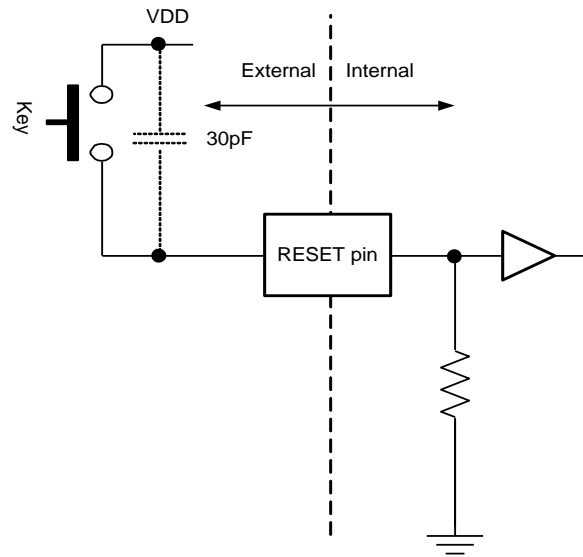 VDD
External
Internal
Key
30pF
RESET pin